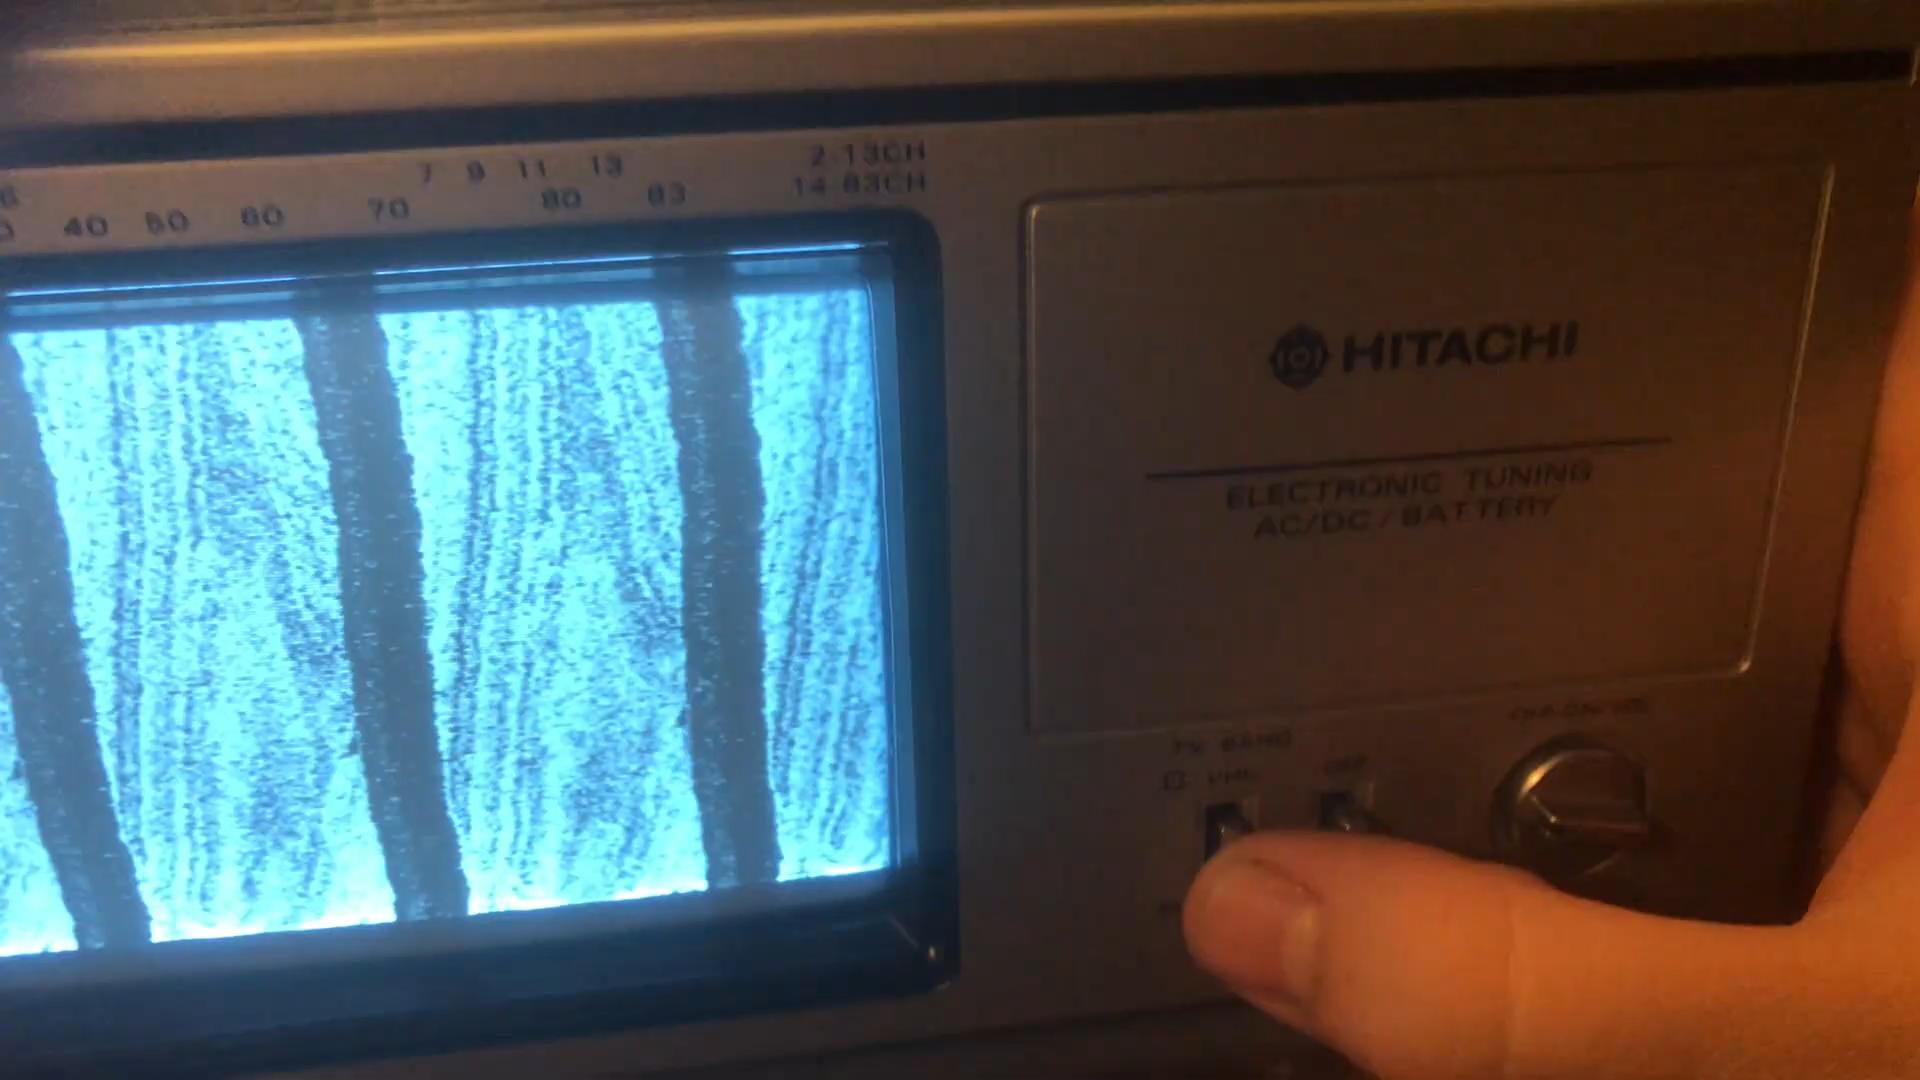 7 9 11 13 2-13CH
40 50 60 70 80 83 14-83CH
HITACHI
ELECTRONIC TUNING
AC/DC/BATTERY
TV BAND
VHF
OFF